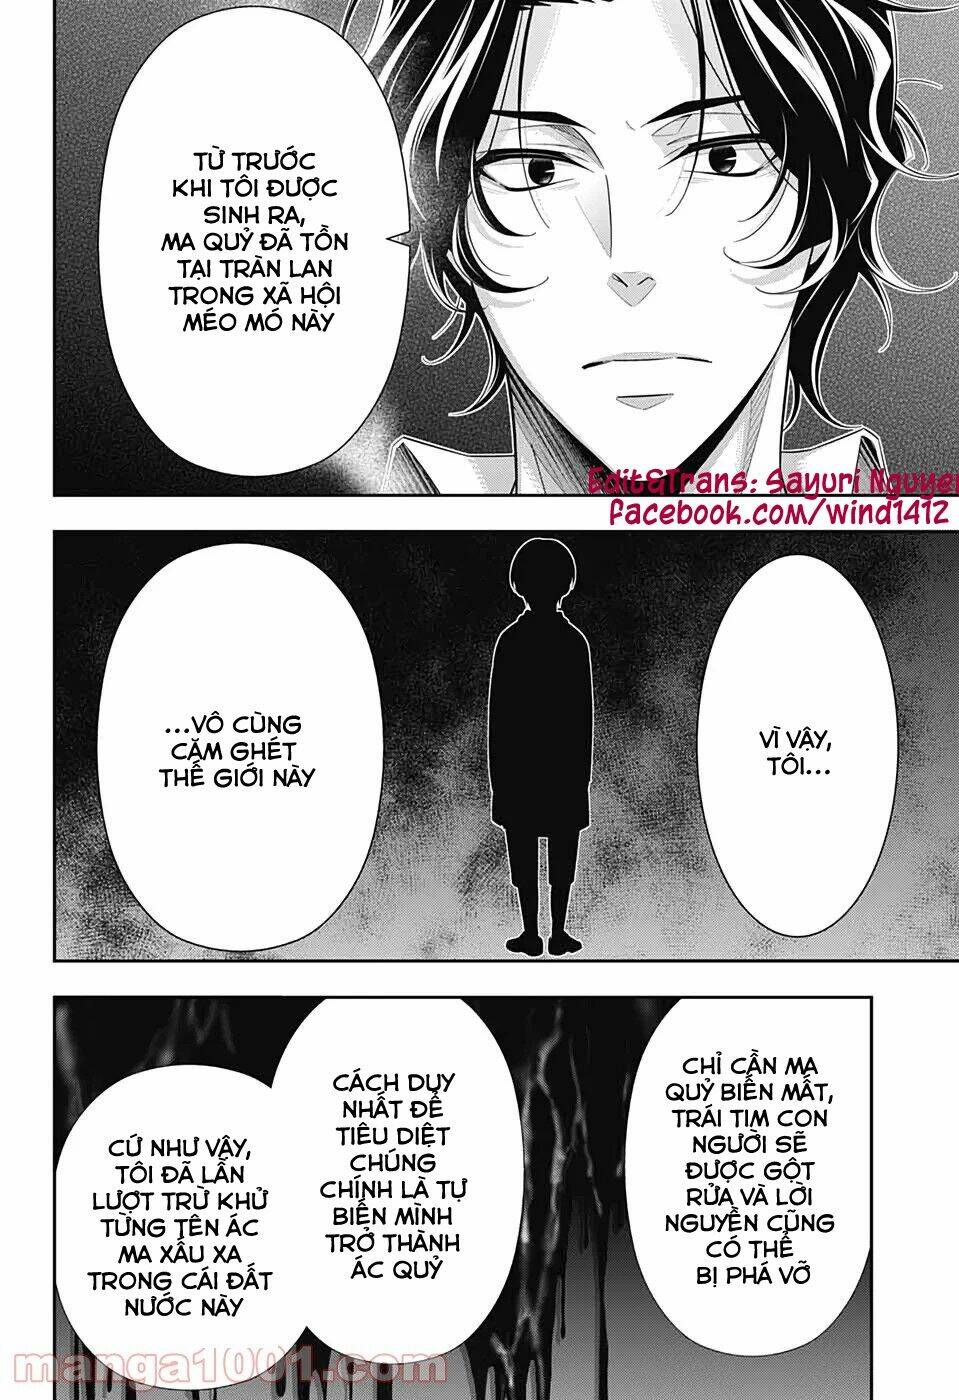 TỪ TRƯỚC
KHI TÔI ĐƯỢC
SINH RA,
MA QUỶ ĐÃ TỒN
TẠI TRÀN LAN
TRONG XÃ HỘI
MÉO MÓ NÀY
Edit&Trans: Sayuri Nguyen
facebook.com/wind1412
VÌ VẬY,
TÔI...
...VÔ CÙNG
CĂM GHÉT
THẾ GIỚI NÀY
CHỈ CẦN MA
QUỶ BIẾN MẤT,
TRÁI TIM CON
NGƯỜI SẼ
ĐƯỢC GỘT
RỬA VÀ LỜI
NGUYỀN CŨNG
CÓ THỂ
BỊ PHÁ VỠ
CÁCH DUY
NHẤT ĐỂ
TIÊU DIỆT
CHÚNG
CHÍNH LÀ TỰ
BIẾN MÌNH
TRỞ THÀNH
ÁC QUỶ
CỨ NHƯ VẬY,
TÔI ĐÃ LẦN
LƯỢT TRỪ KHỬ
TỪNG TÊN ÁC
MA XẤU XA
TRONG CÁI ĐẤT
NƯỚC NÀY
manga1001.com